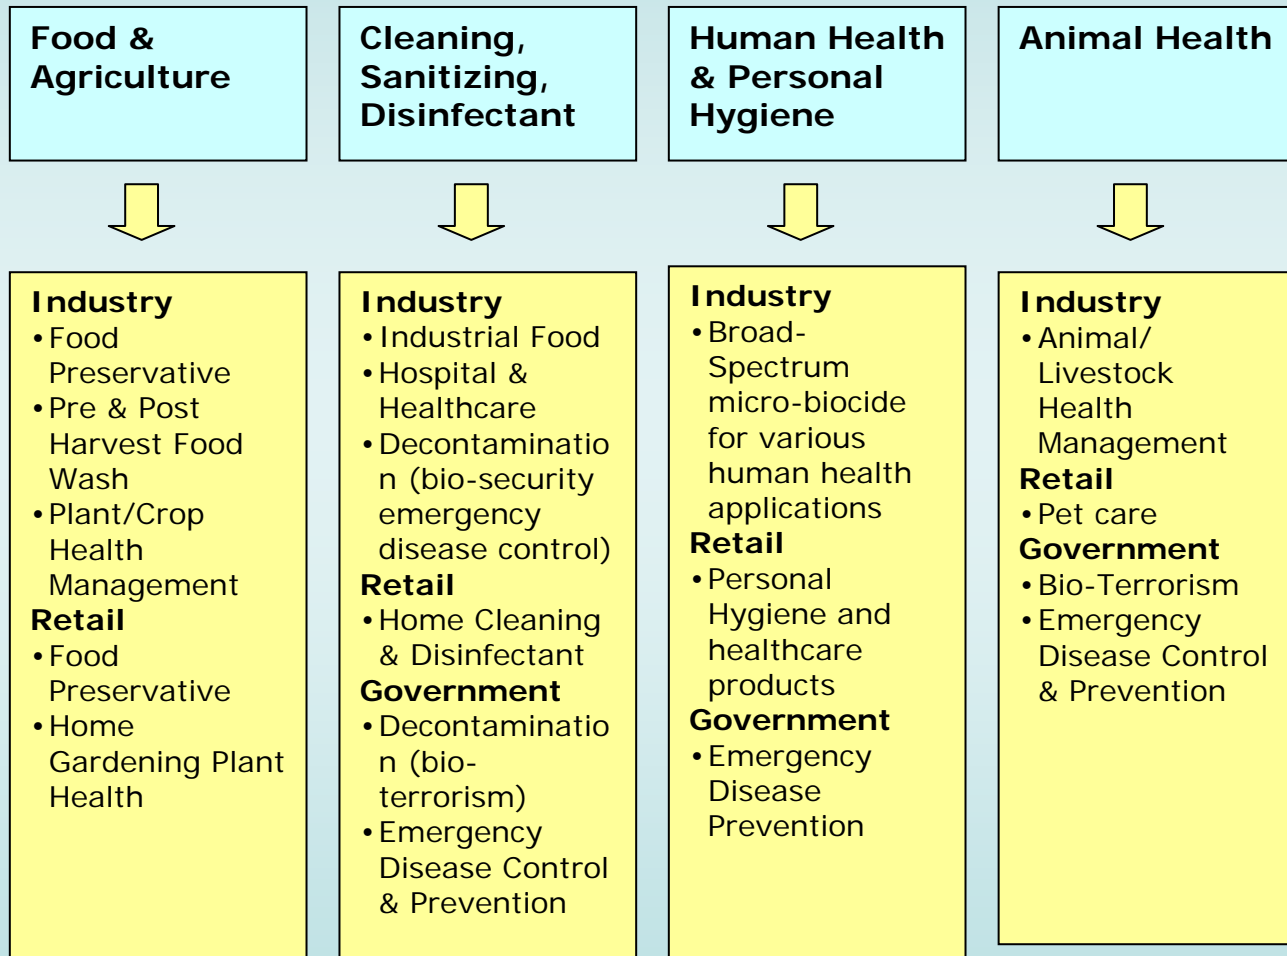 Food &
Agriculture
Cleaning,
Sanitizing,
Disinfectant
Human Health
& Personal
Hygiene
Animal Health
Industry
•Food
Preservative
•Pre & Post
Harvest Food
Wash
•Plant/Crop
Health
Management
Retail
•Food
Preservative
•Home
Gardening Plant
Health
Industry
•Industrial Food
•Hospital &
Healthcare
•Decontaminatio
n (bio-security
emergency
disease control)
Retail
•Home Cleaning
& Disinfectant
Government
•Decontaminatio
n (bio-
terrorism)
•Emergency
Disease Control
& Prevention
Industry
•Broad-
Spectrum
micro-biocide
for various
human health
applications
Retail
•Personal
Hygiene and
healthcare
products
Government
•Emergency
Disease
Prevention
Industry
•Animal/
Livestock
Health
Management
Retail
•Pet care
Government
•Bio-Terrorism
•Emergency
Disease Control
& Prevention